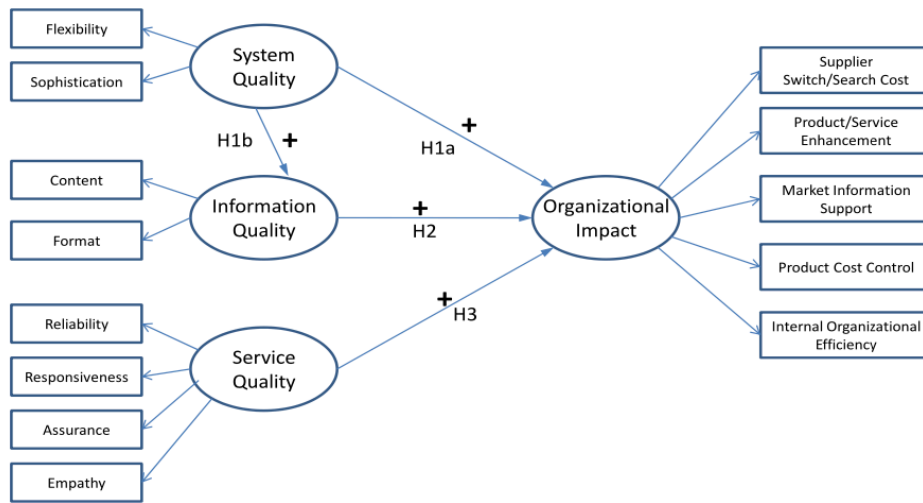 Flexibility
Sophistication
System
Quality
Supplier
Switch/Search Cost
Product/Service
Enhancement
+
H1b
+
H1a
Content
Format
Information
Quality
+
H2
Organizational
Impact
Market Information
Support
Product Cost Control
Internal Organizational
Efficiency
+
H3
Reliability
Responsiveness
Assurance
Empathy
Service
Quality